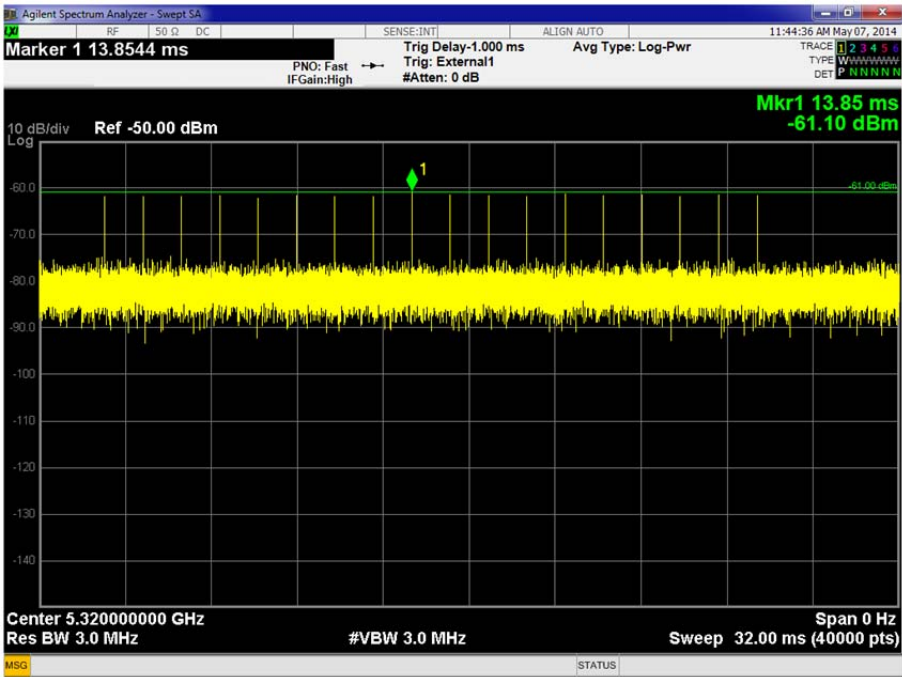 Agilent Spectrum Analyzer - Swept SA
LXI RF 50 Ω DC SENSE:INT ALIGN AUTO 11:44:36 AM May 07, 2014
Marker 1 13.8544 ms
Trig Delay-1.000 ms Avg Type: Log-Pwr TRACE 1 2 3 4 5 6
PNO: Fast Trig: External1 TYPE WWWWWW
IFGain:High #Atten: 0 dB DET P N N N N N
Mkr1 13.85 ms
10 dB/div Ref -50.00 dBm -61.10 dBm
Log
1
-60.0 -61.00 dBm
-70.0
-80.0
-90.0
-100
-110
-120
-130
-140
Center 5.320000000 GHz Span 0 Hz
Res BW 3.0 MHz #VBW 3.0 MHz Sweep 32.00 ms (40000 pts)
MSG STATUS